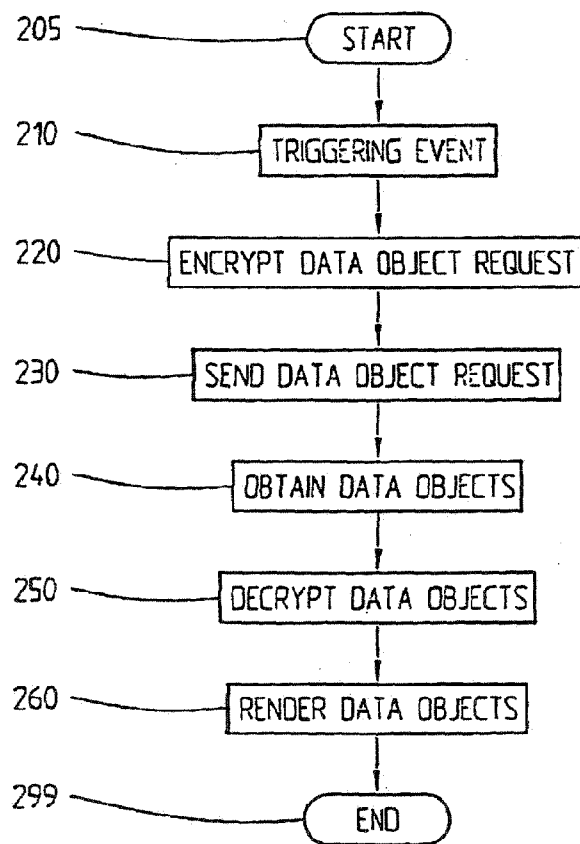 205 START
210 TRIGGERING EVENT
220 ENCRYPT DATA OBJECT REQUEST
230 SEND DATA OBJECT REQUEST
240 OBTAIN DATA OBJECTS
250 DECRYPT DATA OBJECTS
260 RENDER DATA OBJECTS
299 END